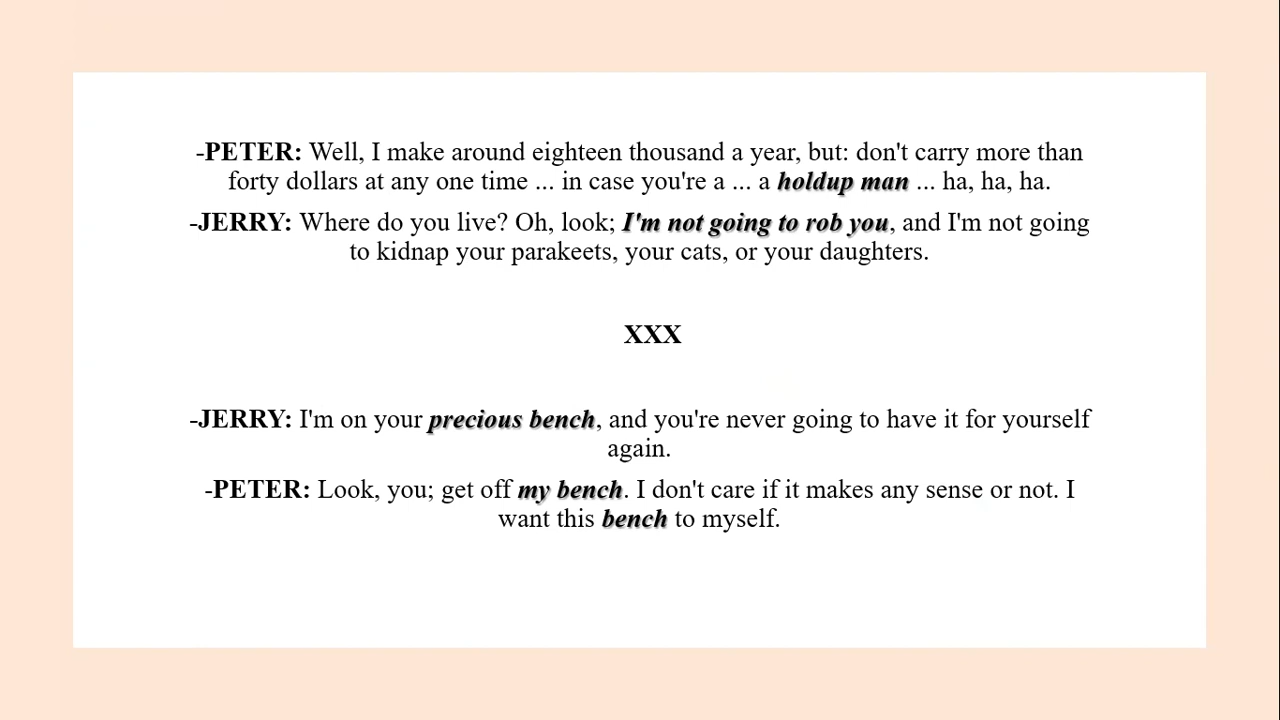 -PETER: Well, I make around eighteen thousand a year, but: don't carry more than
forty dollars at any one time ... in case you're a ... a holdup man ... ha, ha, ha.
-JERRY: Where do you live? Oh, look; I'm not going to rob you, and I'm not going
to kidnap your parakeets, your cats, or your daughters.
XXX
-JERRY: I'm on your precious bench, and you're never going to have it for yourself
again.
-PETER: Look, you; get off my bench. I don't care if it makes any sense or not. I
want this bench to myself.